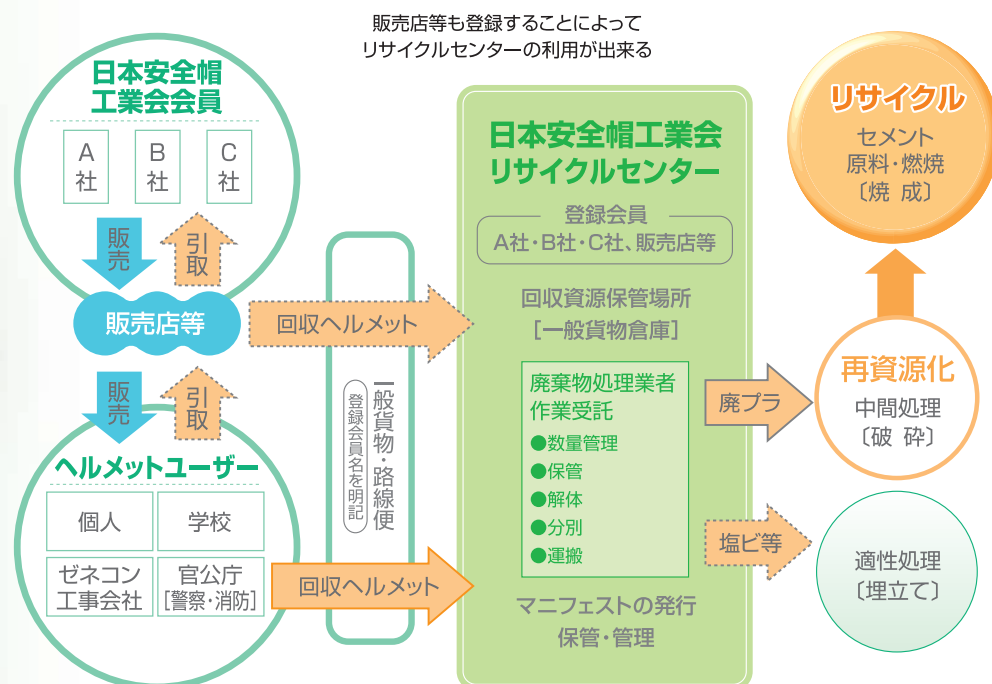 販売店等も登録することによって
リサイクルセンターの利用が出来る
日本安全帽
工業会会員
A
社
B
社
C
社
販売
引取
販売店等
販売
引取
ヘルメットユーザー
個人
学校
ゼネコン
工事会社
官公庁
[警察・消防]
回収ヘルメット
一般貨物・路線便
登録会員名を明記
回収ヘルメット
日本安全帽工業会
リサイクルセンター
登録会員
A社・B社・C社、販売店等
回収資源保管場所
[一般貨物倉庫]
廃棄物処理業者
作業受託
●数量管理
●保管
●解体
●分別
●運搬
マニフェストの発行
保管・管理
廃プラ
塩ビ等
リサイクル
セメント
原料・燃焼
〔焼 成〕
再資源化
中間処理
〔破 砕〕
適性処理
〔埋立て〕